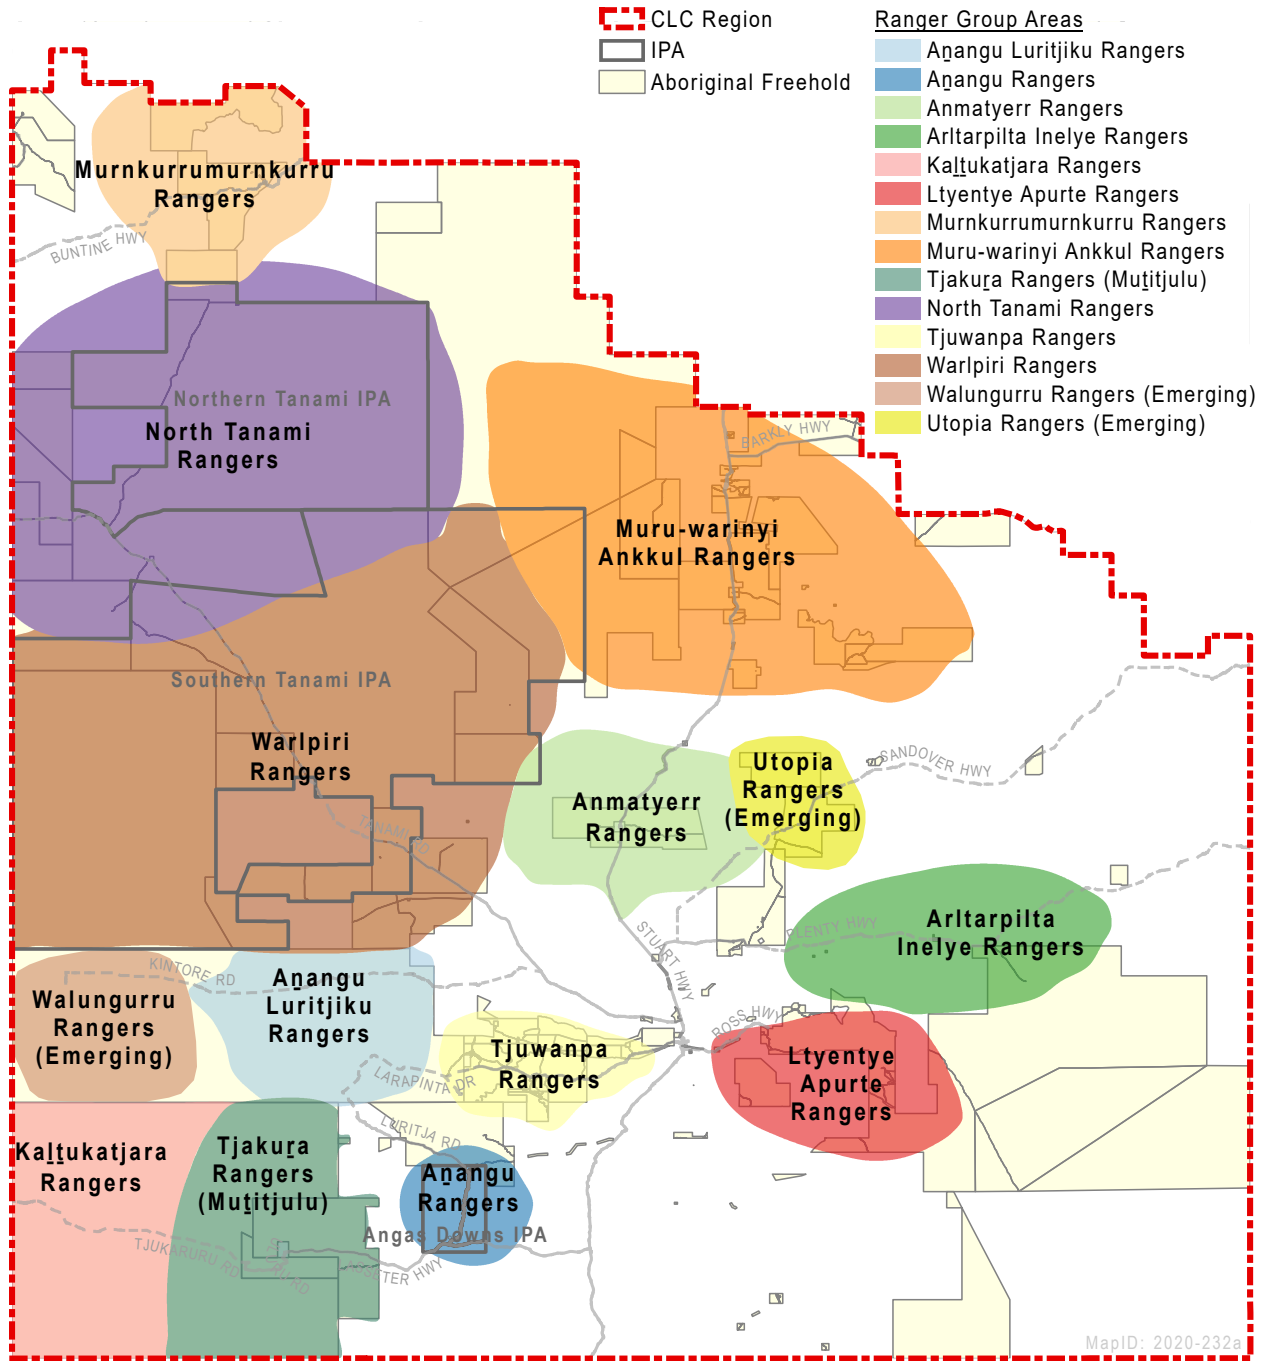 CLC Region
IPA
Aboriginal Freehold
Ranger Group Areas
Aṉangu Luritjiku Rangers
Aṉangu Rangers
Anmatyerr Rangers
Arltarpilta Inelye Rangers
Kaḻṯukatjara Rangers
Ltyentye Apurte Rangers
Murnkurrumurnkurru Rangers
Muru-warinyi Ankkul Rangers
Tjakuṟa Rangers (Muṯitjulu)
North Tanami Rangers
Tjuwanpa Rangers
Warlpiri Rangers
Walungurru Rangers (Emerging)
Utopia Rangers (Emerging)
Murnkurrumurnkurru
Rangers
BUNTINE HWY
Northern Tanami IPA
North Tanami
Rangers
BARKLY HWY
Muru-warinyi
Ankkul Rangers
Southern Tanami IPA
Warlpiri
Rangers
TANAMI RD
Anmatyerr
Rangers
Utopia
Rangers
(Emerging)
SANDOVER HWY
STUART HWY
PLENTY HWY
Arltarpilta
Inelye Rangers
KINTORE RD
Walungurru
Rangers
(Emerging)
Aṉangu
Luritjiku
Rangers
ROSS HWY
Tjuwanpa
Rangers
LARAPINTA DR
Ltyentye
Apurte
Rangers
LURITJA RD
Kaḻṯukatjara
Rangers
Tjakuṟa
Rangers
(Muṯitjulu)
Aṉangu
Rangers
Angas Downs IPA
TJUKARURU RD
LASSETER HWY
MapID: 2020-232a